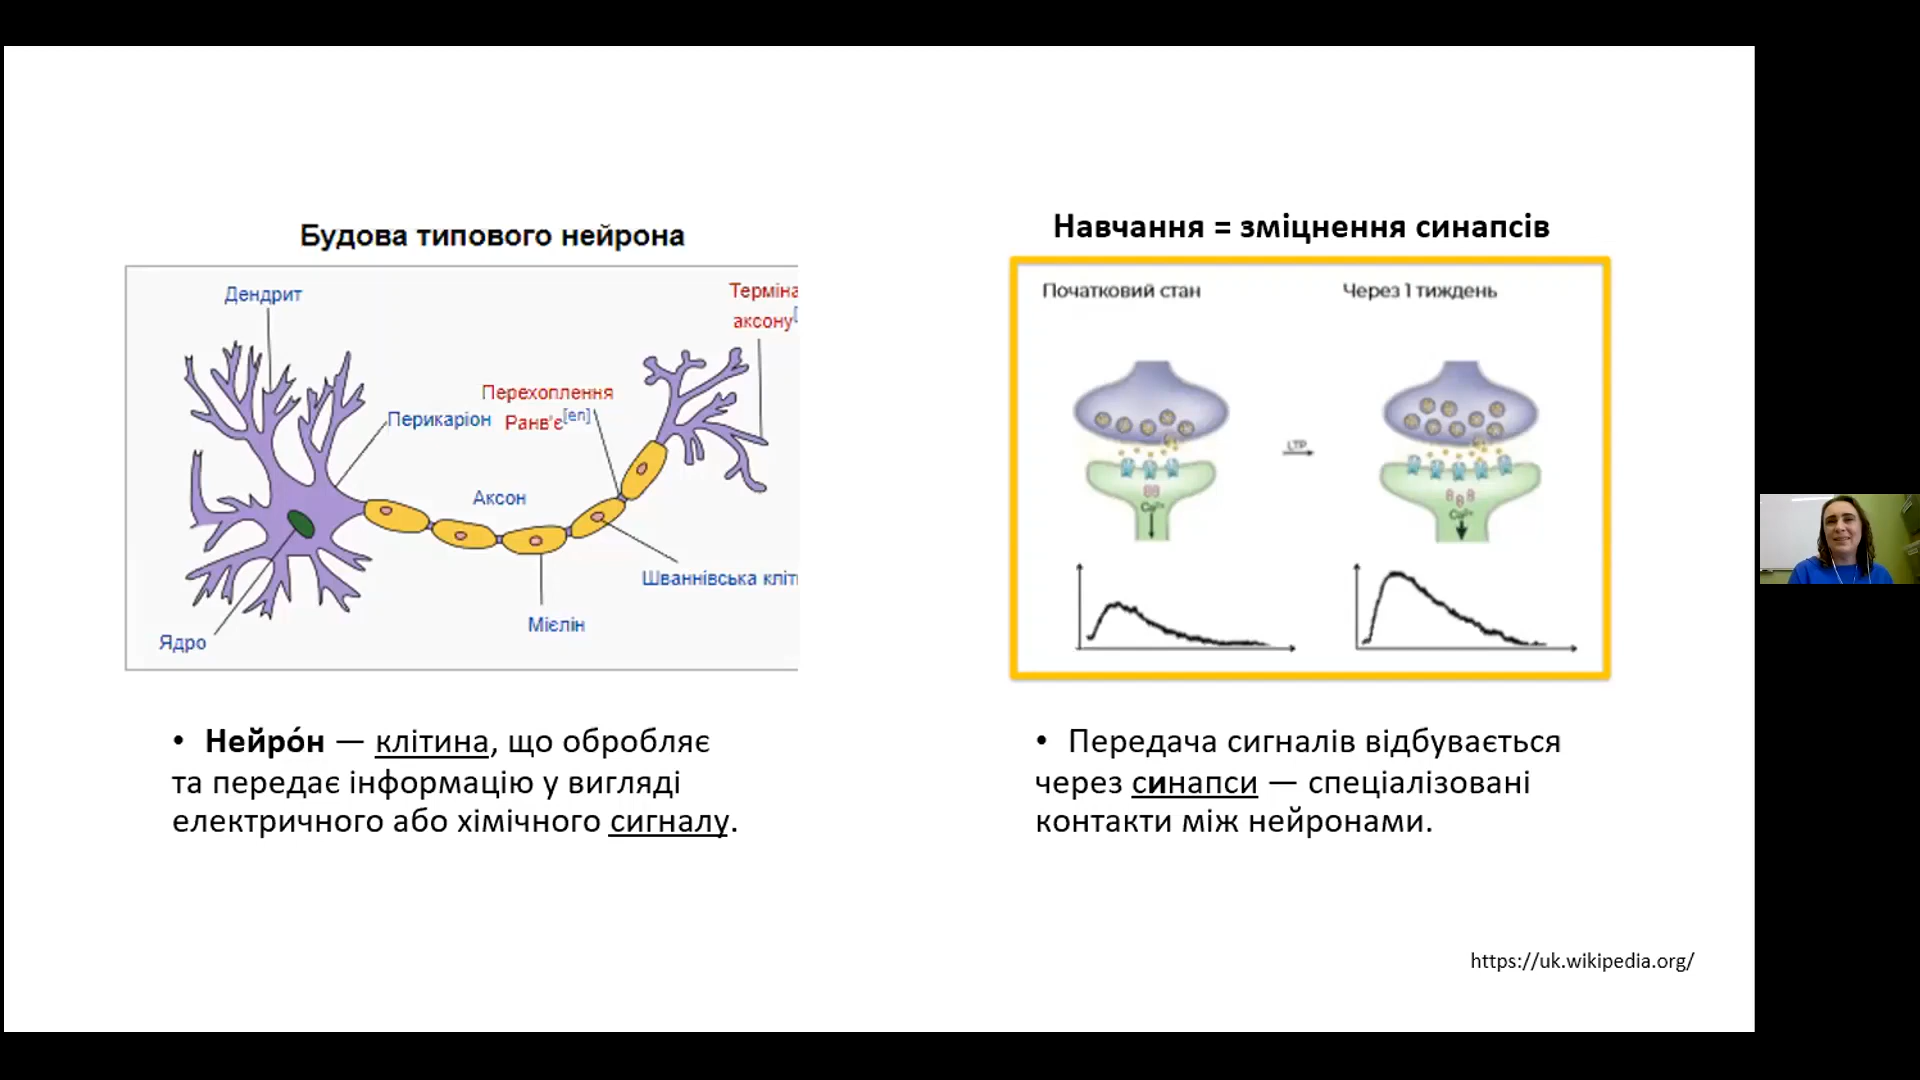 Будова типового нейрона
Дендрит
Терміна
аксону[
Перехоплення
Ранв'є[en]
Перикаріон
Аксон
Шваннівська кліт
Мієлін
Ядро
• Нейро́н — клітина, що обробляє
та передає інформацію у вигляді
електричного або хімічного сигналу.
Навчання = зміцнення синапсів
Початковий стан
Через 1 тиждень
LTP
Ca²⁺
Ca²⁺
• Передача сигналів відбувається
через синапси — спеціалізовані
контакти між нейронами.
https://uk.wikipedia.org/